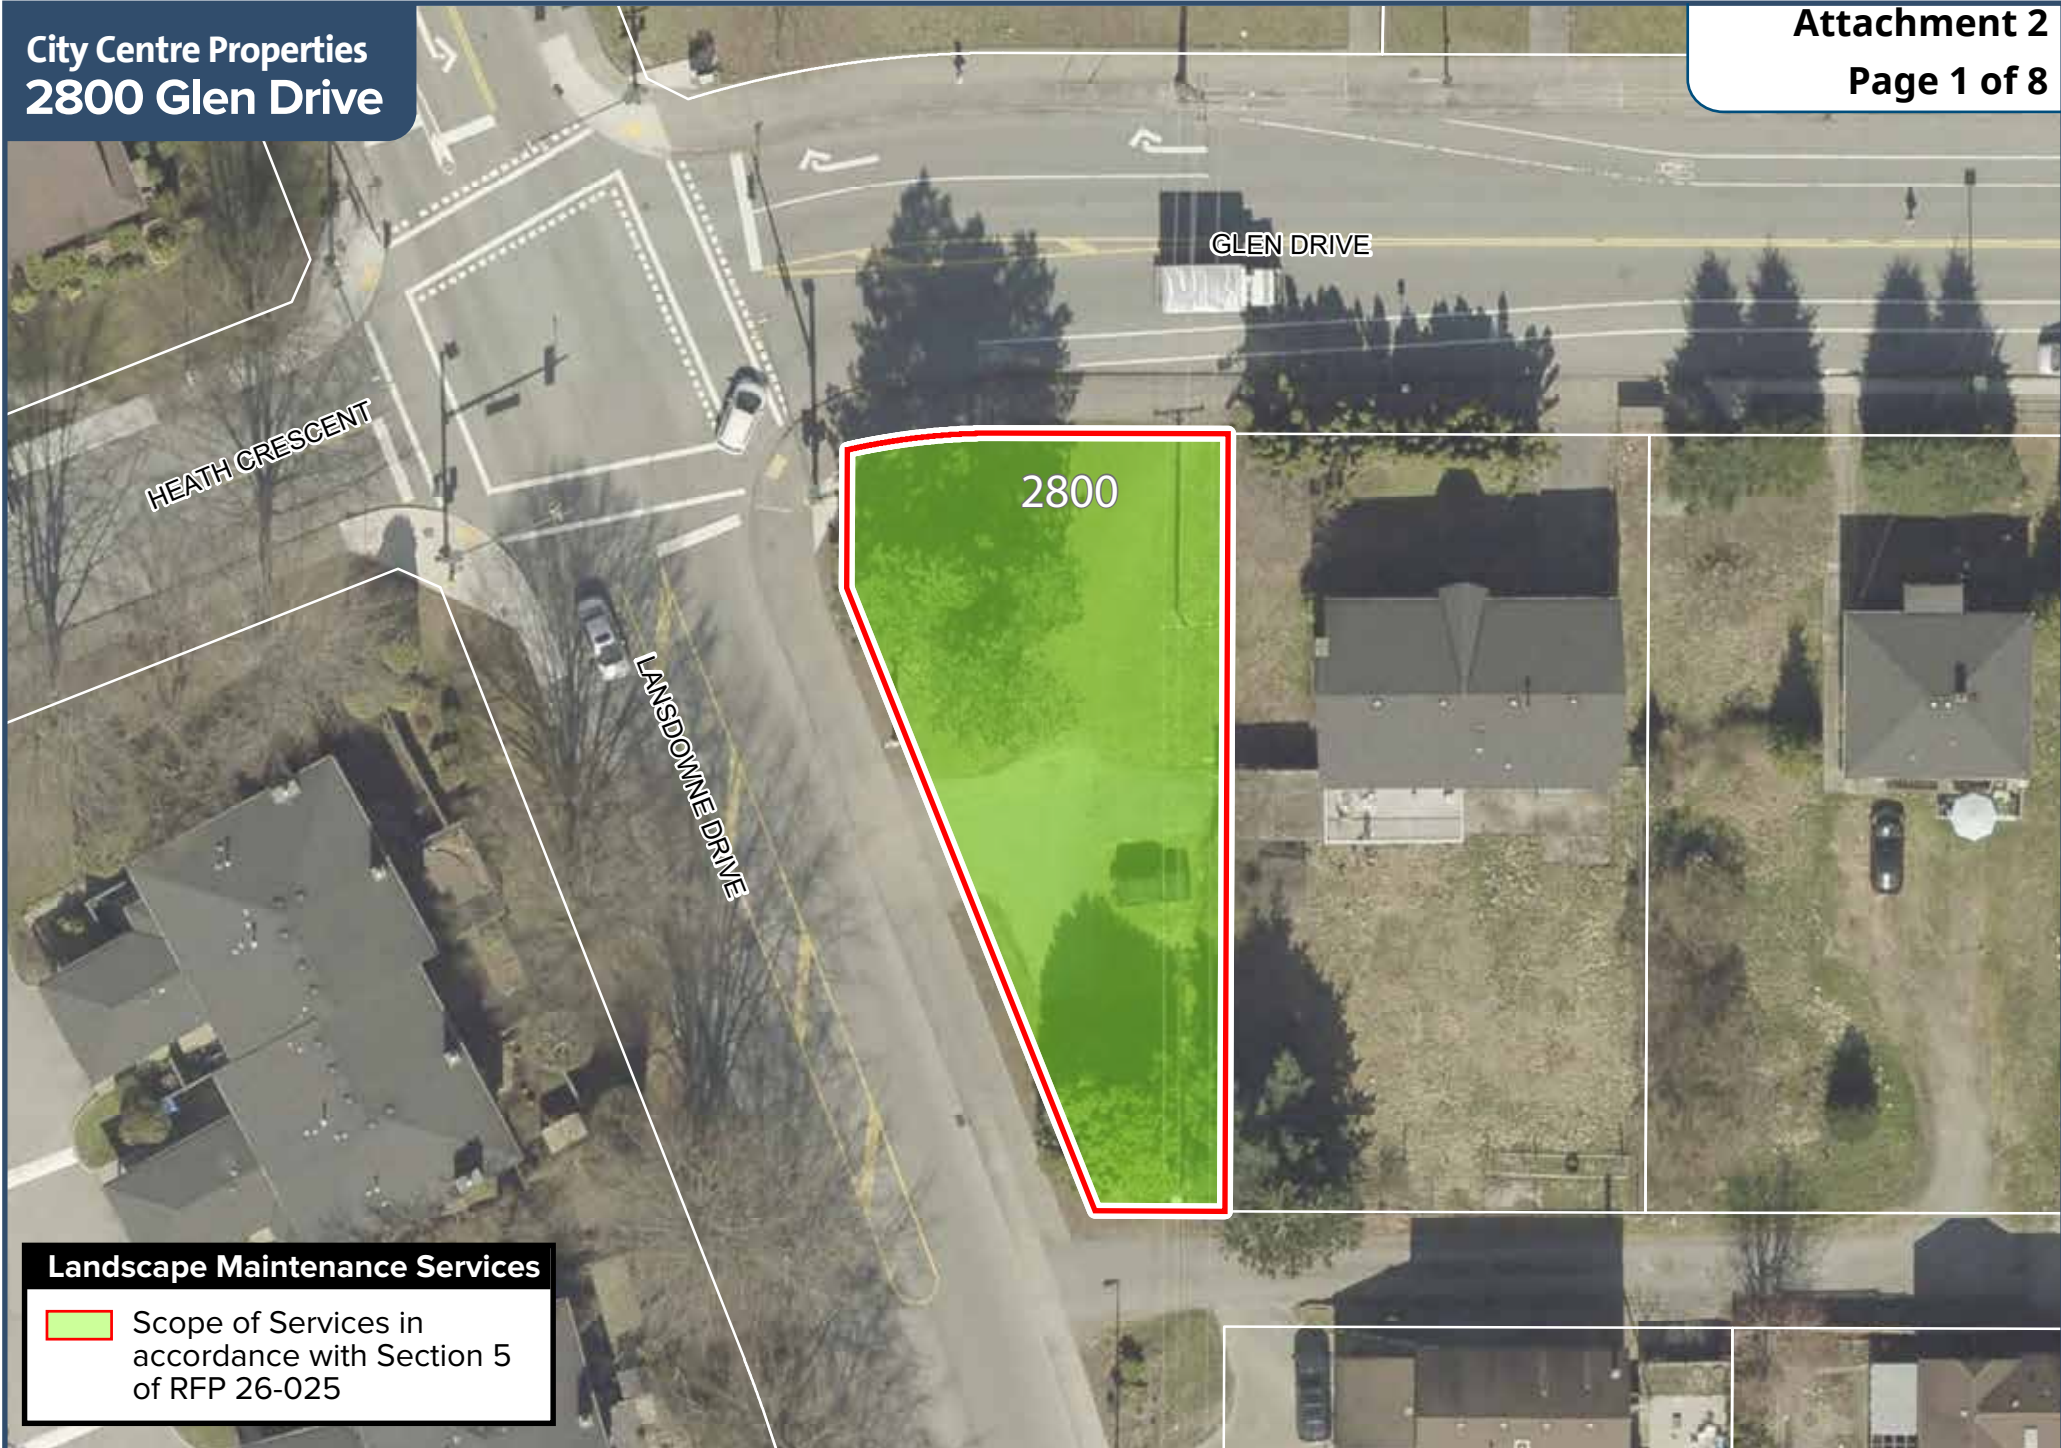 City Centre Properties
2800 Glen Drive
Attachment 2
Page 1 of 8
GLEN DRIVE
HEATH CRESCENT
2800
LANSDOWNE DRIVE
Landscape Maintenance Services
Scope of Services in
accordance with Section 5
of RFP 26-025